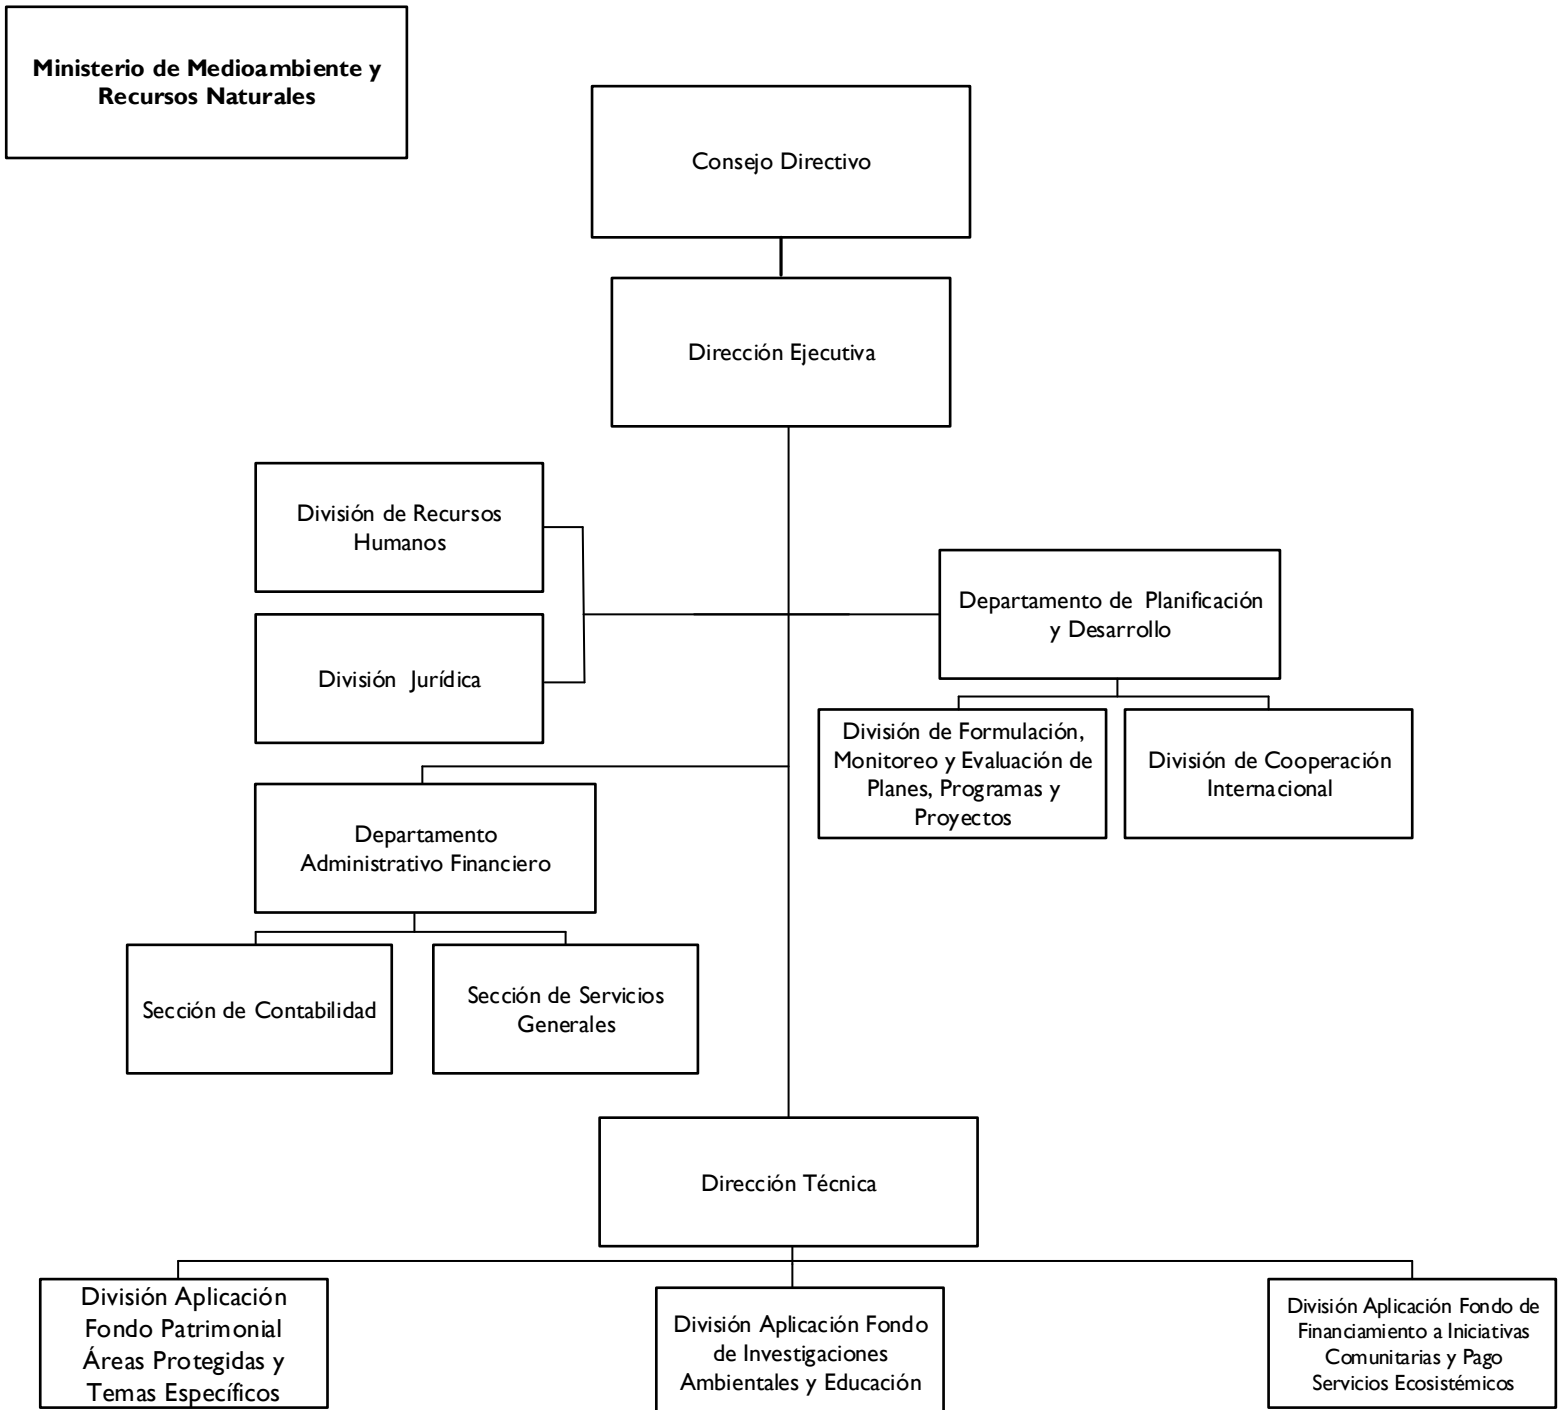 Ministerio de Medioambiente y
Recursos Naturales
Consejo Directivo
Dirección Ejecutiva
División de Recursos
Humanos
División Jurídica
Departamento de Planificación
y Desarrollo
División de Formulación,
Monitoreo y Evaluación de
Planes, Programas y
Proyectos
División de Cooperación
Internacional
Departamento
Administrativo Financiero
Sección de Contabilidad
Sección de Servicios
Generales
Dirección Técnica
División Aplicación
Fondo Patrimonial
Áreas Protegidas y
Temas Específicos
División Aplicación Fondo
de Investigaciones
Ambientales y Educación
División Aplicación Fondo de
Financiamiento a Iniciativas
Comunitarias y Pago
Servicios Ecosistémicos